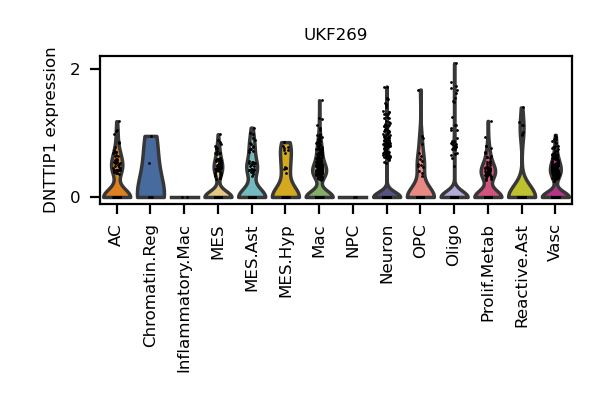 UKF269
DNTTIP1 expression
2
0
AC
Chromatin.Reg
Inflammatory.Mac
MES
MES.Ast
MES.Hyp
Mac
NPC
Neuron
OPC
Oligo
Prolif.Metab
Reactive.Ast
Vasc